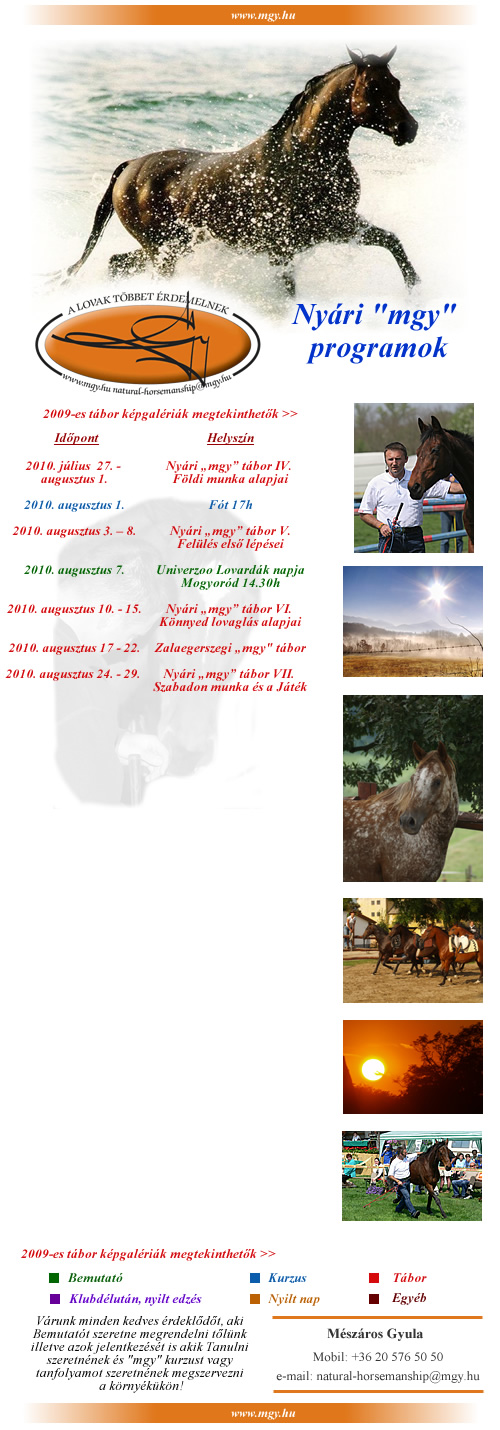 www.mgy.hu
A LOVAK TÖBBET ÉRDEMELNEK
www.mgy.hu natural-horsemanship@mgy.hu
Nyári "mgy"
programok
2009-es tábor képgalériák megtekinthetők >>
Időpont Helyszín
2010. július 27. - Nyári „mgy” tábor IV.
augusztus 1. Földi munka alapjai
2010. augusztus 1. Fót 17h
2010. augusztus 3. – 8. Nyári „mgy” tábor V.
Felülés első lépései
2010. augusztus 7. Univerzoo Lovardák napja
Mogyoród 14.30h
2010. augusztus 10. - 15. Nyári „mgy” tábor VI.
Könnyed lovaglás alapjai
2010. augusztus 17 - 22. Zalaegerszegi „mgy" tábor
2010. augusztus 24. - 29. Nyári „mgy” tábor VII.
Szabadon munka és a Játék
2009-es tábor képgalériák megtekinthetők >>
Bemutató Kurzus Tábor
Klubdélután, nyílt edzés Nyílt nap Egyéb
Várunk minden kedves érdeklődőt, aki
Bemutatót szeretne megrendelni tőlünk
illetve azok jelentkezését is akik Tanulni
szeretnének és "mgy" kurzust vagy
tanfolyamot szeretnének megszervezni
a környékükön!
Mészáros Gyula
Mobil: +36 20 576 50 50
e-mail: natural-horsemanship@mgy.hu
www.mgy.hu